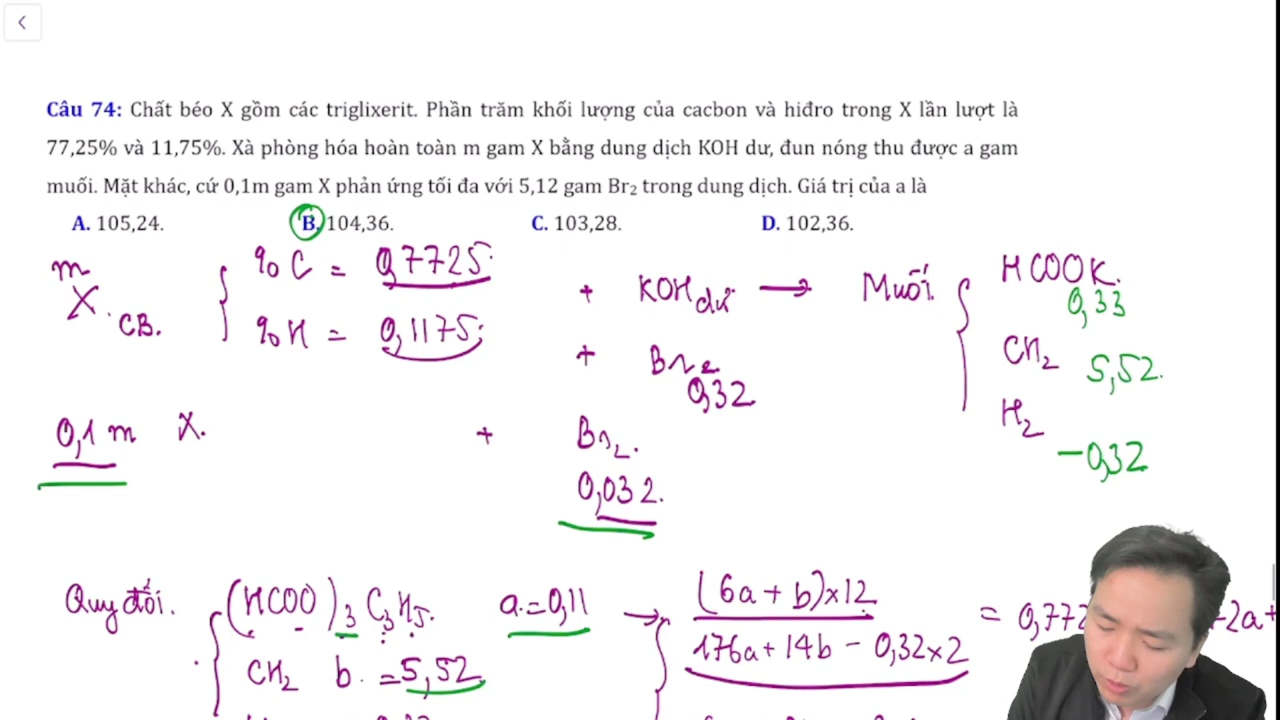 Câu 74: Chất béo X gồm các triglixerit. Phần trăm khối lượng của cacbon và hiđro trong X lần lượt là
77,25% và 11,75%. Xà phòng hóa hoàn toàn m gam X bằng dung dịch KOH dư, đun nóng thu được a gam
muối. Mặt khác, cứ 0,1m gam X phản ứng tối đa với 5,12 gam Br₂ trong dung dịch. Giá trị của a là
A. 105,24. B. 104,36. C. 103,28. D. 102,36.
m
X. CB.
%C = 0,7725.
%H = 0,1175.
+ KOH dư → Muối.
+ Br₂
0,32
HCOOK.
0,33
CH₂ 5,52.
H₂
-0,32
0,1 m X. + Br₂.
0,032.
Quy đổi. (HCOO)₃C₃H₅. a = 0,11 →
CH₂ b = 5,52
(6a + b)×12
176a + 14b - 0,32×2
= 0,772